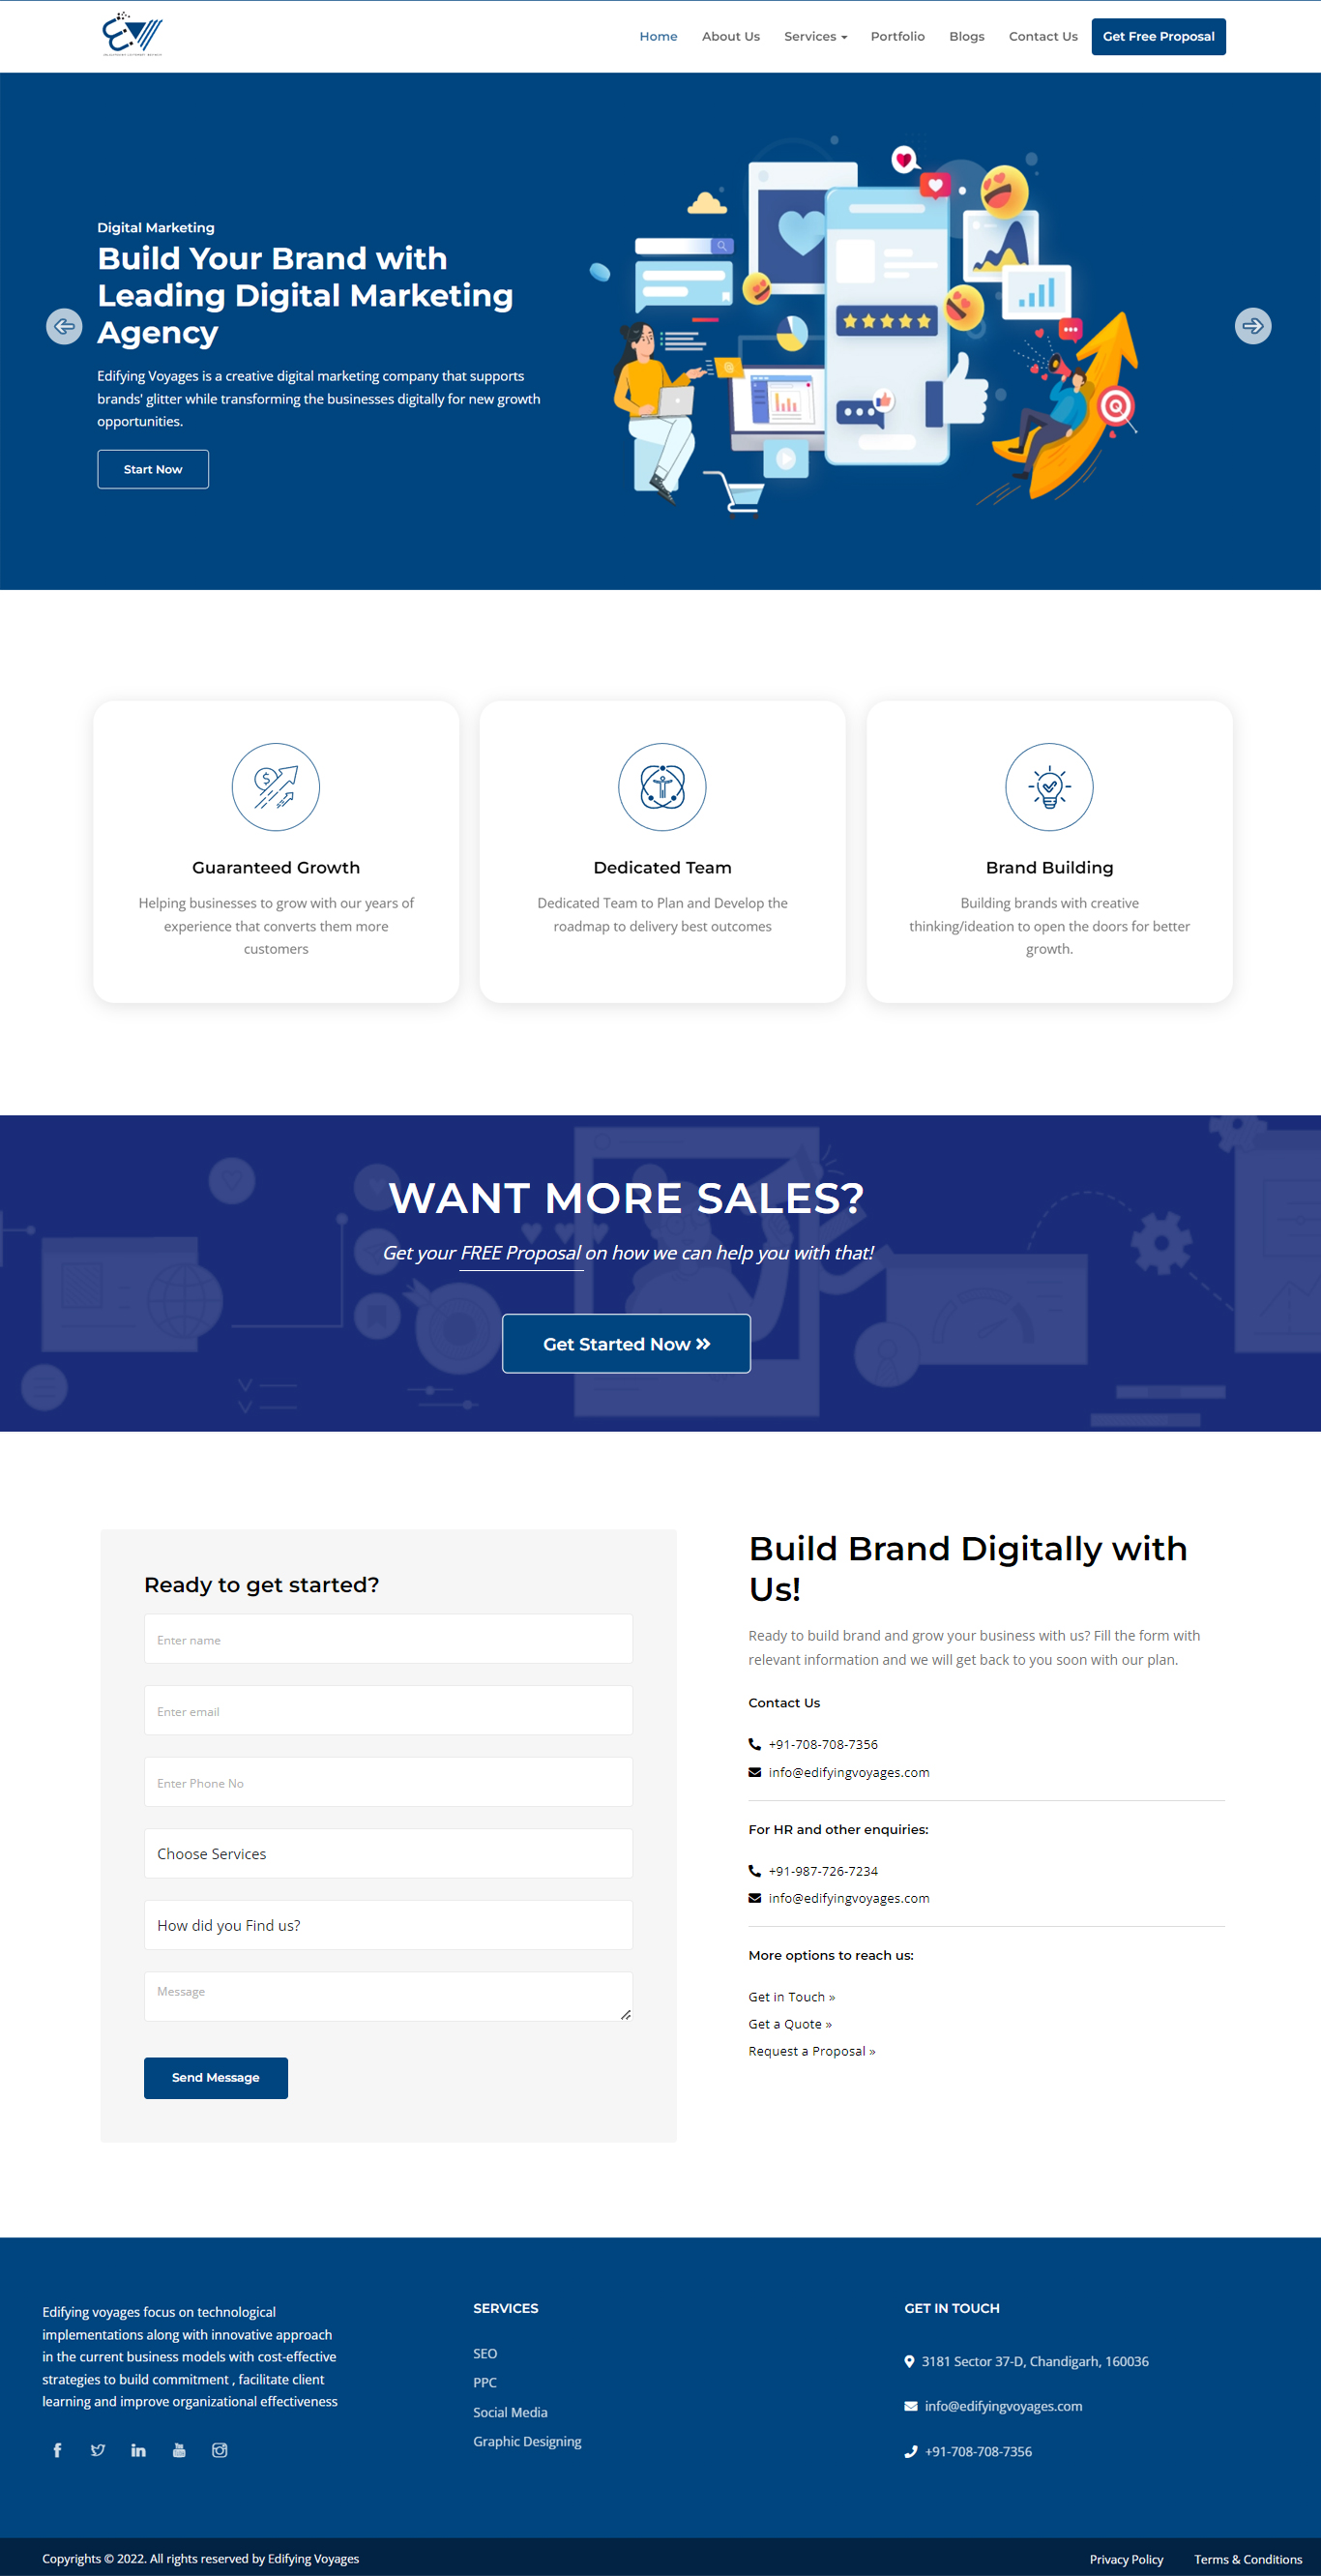 EV
Home About Us Services Portfolio Blogs Contact Us Get Free Proposal
Digital Marketing
Build Your Brand with
Leading Digital Marketing
Agency
Edifying Voyages is a creative digital marketing company that supports
brands' glitter while transforming the businesses digitally for new growth
opportunities.
Start Now
Guaranteed Growth
Helping businesses to grow with our years of
experience that converts them more
customers
Dedicated Team
Dedicated Team to Plan and Develop the
roadmap to delivery best outcomes
Brand Building
Building brands with creative
thinking/ideation to open the doors for better
growth.
WANT MORE SALES?
Get your FREE Proposal on how we can help you with that!
Get Started Now »
Ready to get started?
Enter name
Enter email
Enter Phone No
Choose Services
How did you Find us?
Message
Send Message
Build Brand Digitally with
Us!
Ready to build brand and grow your business with us? Fill the form with
relevant information and we will get back to you soon with our plan.
Contact Us
+91-708-708-7356
info@edifyingvoyages.com
For HR and other enquiries:
+91-987-726-7234
info@edifyingvoyages.com
More options to reach us:
Get in Touch »
Get a Quote »
Request a Proposal »
Edifying voyages focus on technological
implementations along with innovative approach
in the current business models with cost-effective
strategies to build commitment , facilitate client
learning and improve organizational effectiveness
SERVICES
SEO
PPC
Social Media
Graphic Designing
GET IN TOUCH
3181 Sector 37-D, Chandigarh, 160036
info@edifyingvoyages.com
+91-708-708-7356
Copyrights © 2022. All rights reserved by Edifying Voyages
Privacy Policy Terms & Conditions